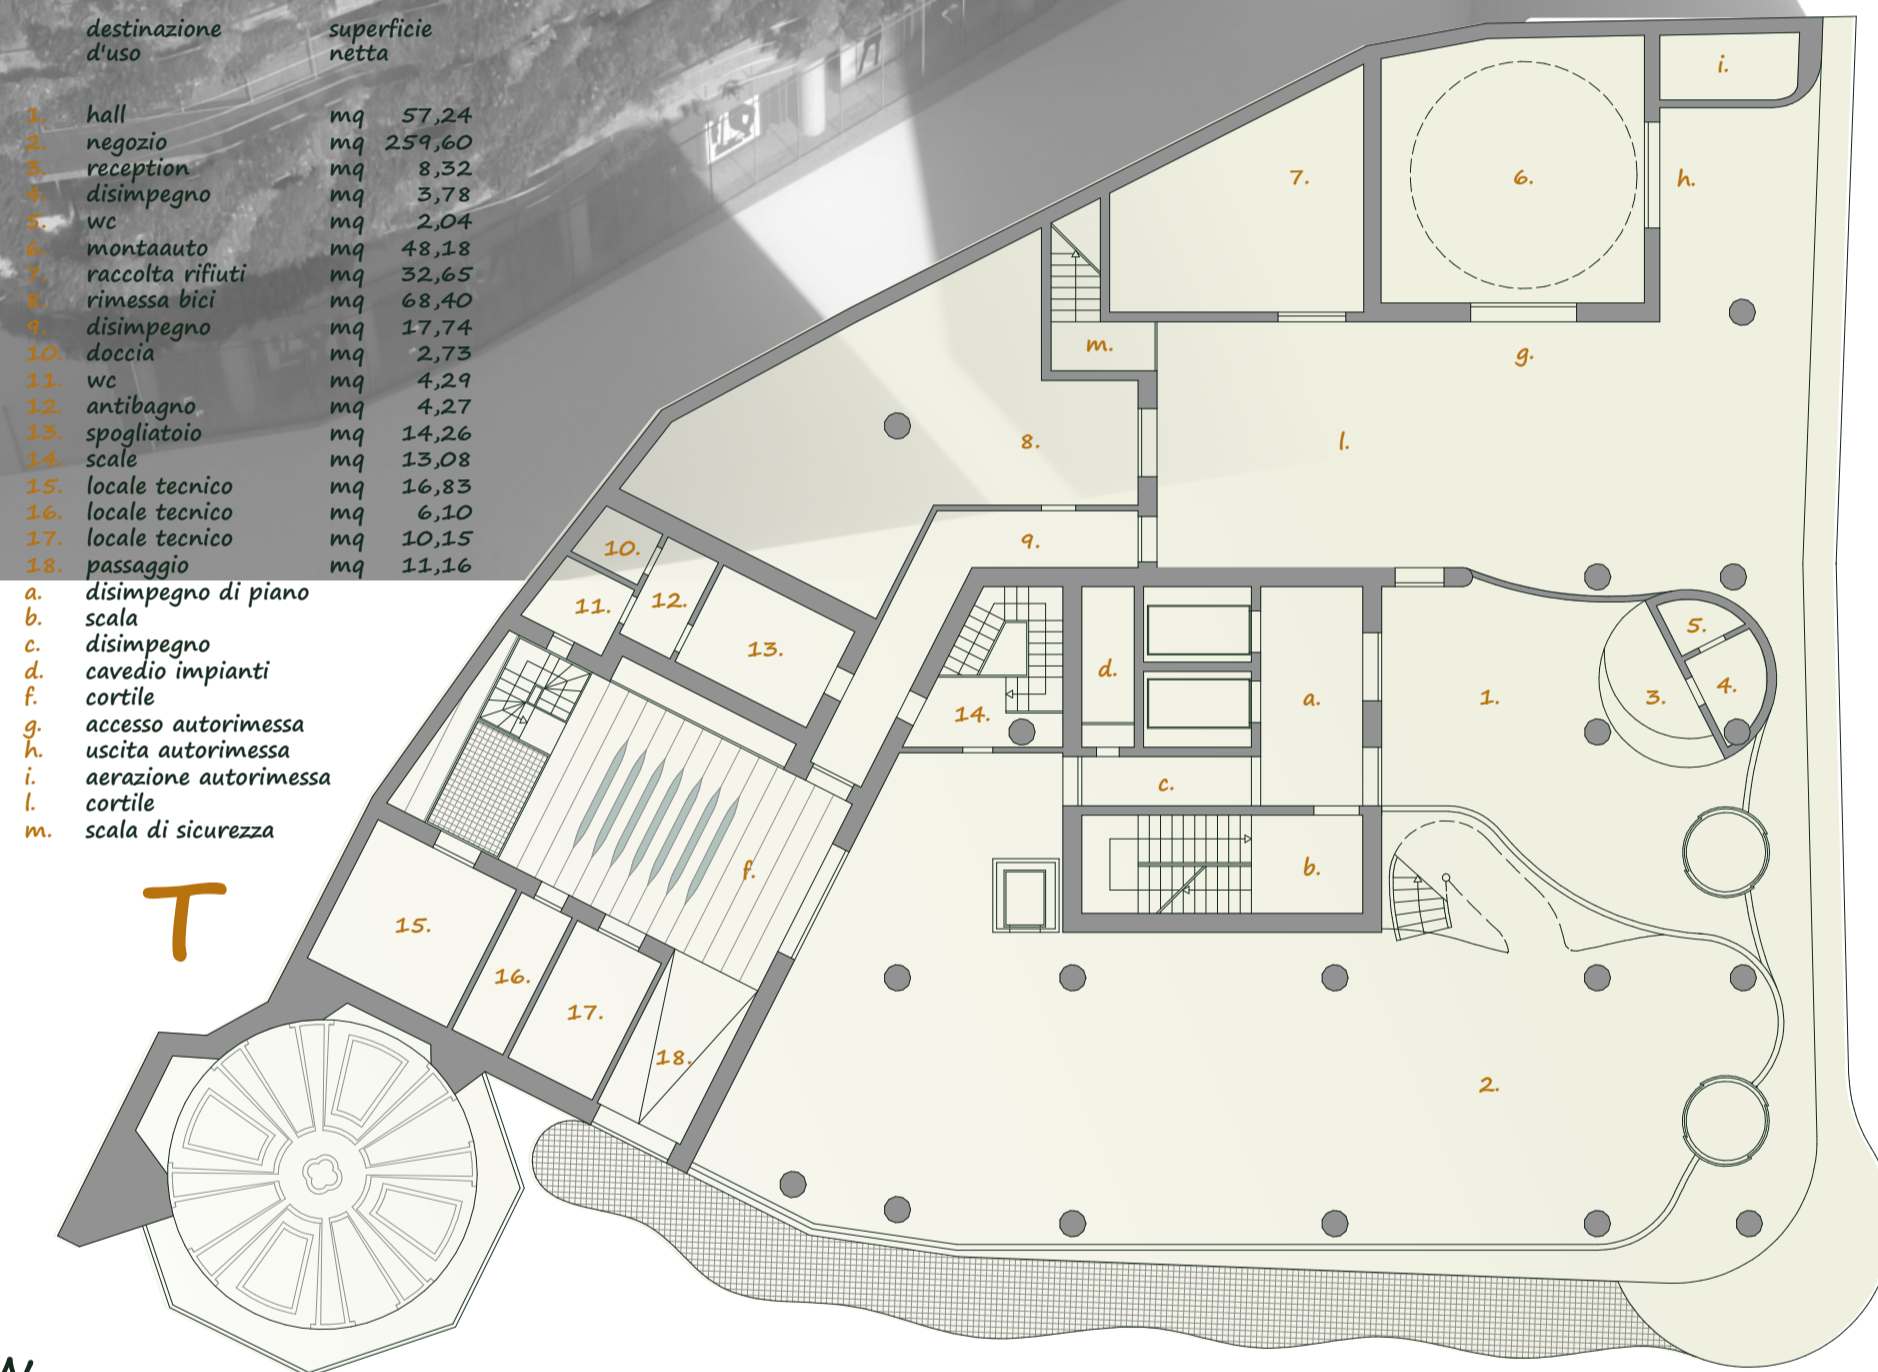 destinazione superficie
d'uso netta
1. hall mq 57,24
2. negozio mq 259,60
3. reception mq 8,32
4. disimpegno mq 3,78
5. wc mq 2,04
6. montaauto mq 48,18
7. raccolta rifiuti mq 32,65
8. rimessa bici mq 68,40
9. disimpegno mq 17,74
10. doccia mq 2,73
11. wc mq 4,29
12. antibagno mq 4,27
13. spogliatoio mq 14,26
14. scale mq 13,08
15. locale tecnico mq 16,83
16. locale tecnico mq 6,10
17. locale tecnico mq 10,15
18. passaggio mq 11,16
a. disimpegno di piano
b. scala
c. disimpegno
d. cavedio impianti
f. cortile
g. accesso autorimessa
h. uscita autorimessa
i. aerazione autorimessa
l. cortile
m. scala di sicurezza
T
i.
7.
6.
h.
m.
g.
8.
l.
10.
9.
11.
12.
13.
5.
d.
14.
a.
1.
3.
4.
c.
f.
b.
15.
16.
17.
18.
2.